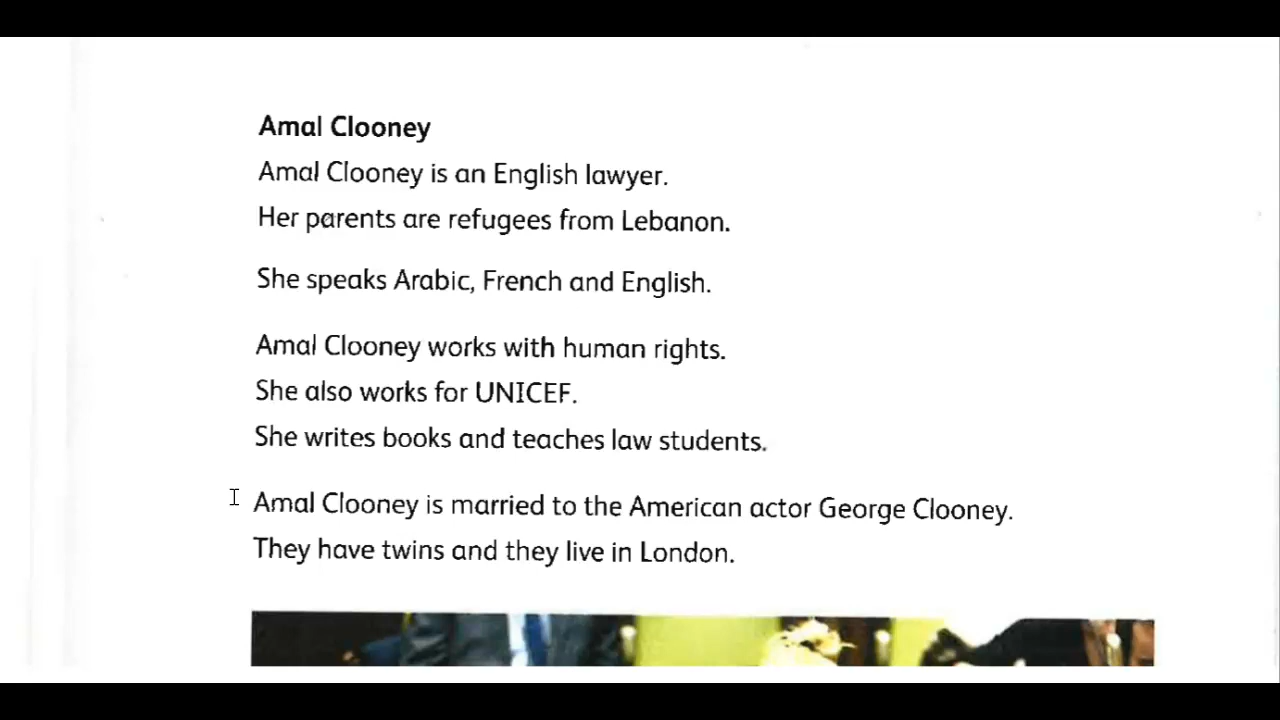 Amal Clooney
Amal Clooney is an English lawyer.
Her parents are refugees from Lebanon.
She speaks Arabic, French and English.
Amal Clooney works with human rights.
She also works for UNICEF.
She writes books and teaches law students.
Amal Clooney is married to the American actor George Clooney.
They have twins and they live in London.